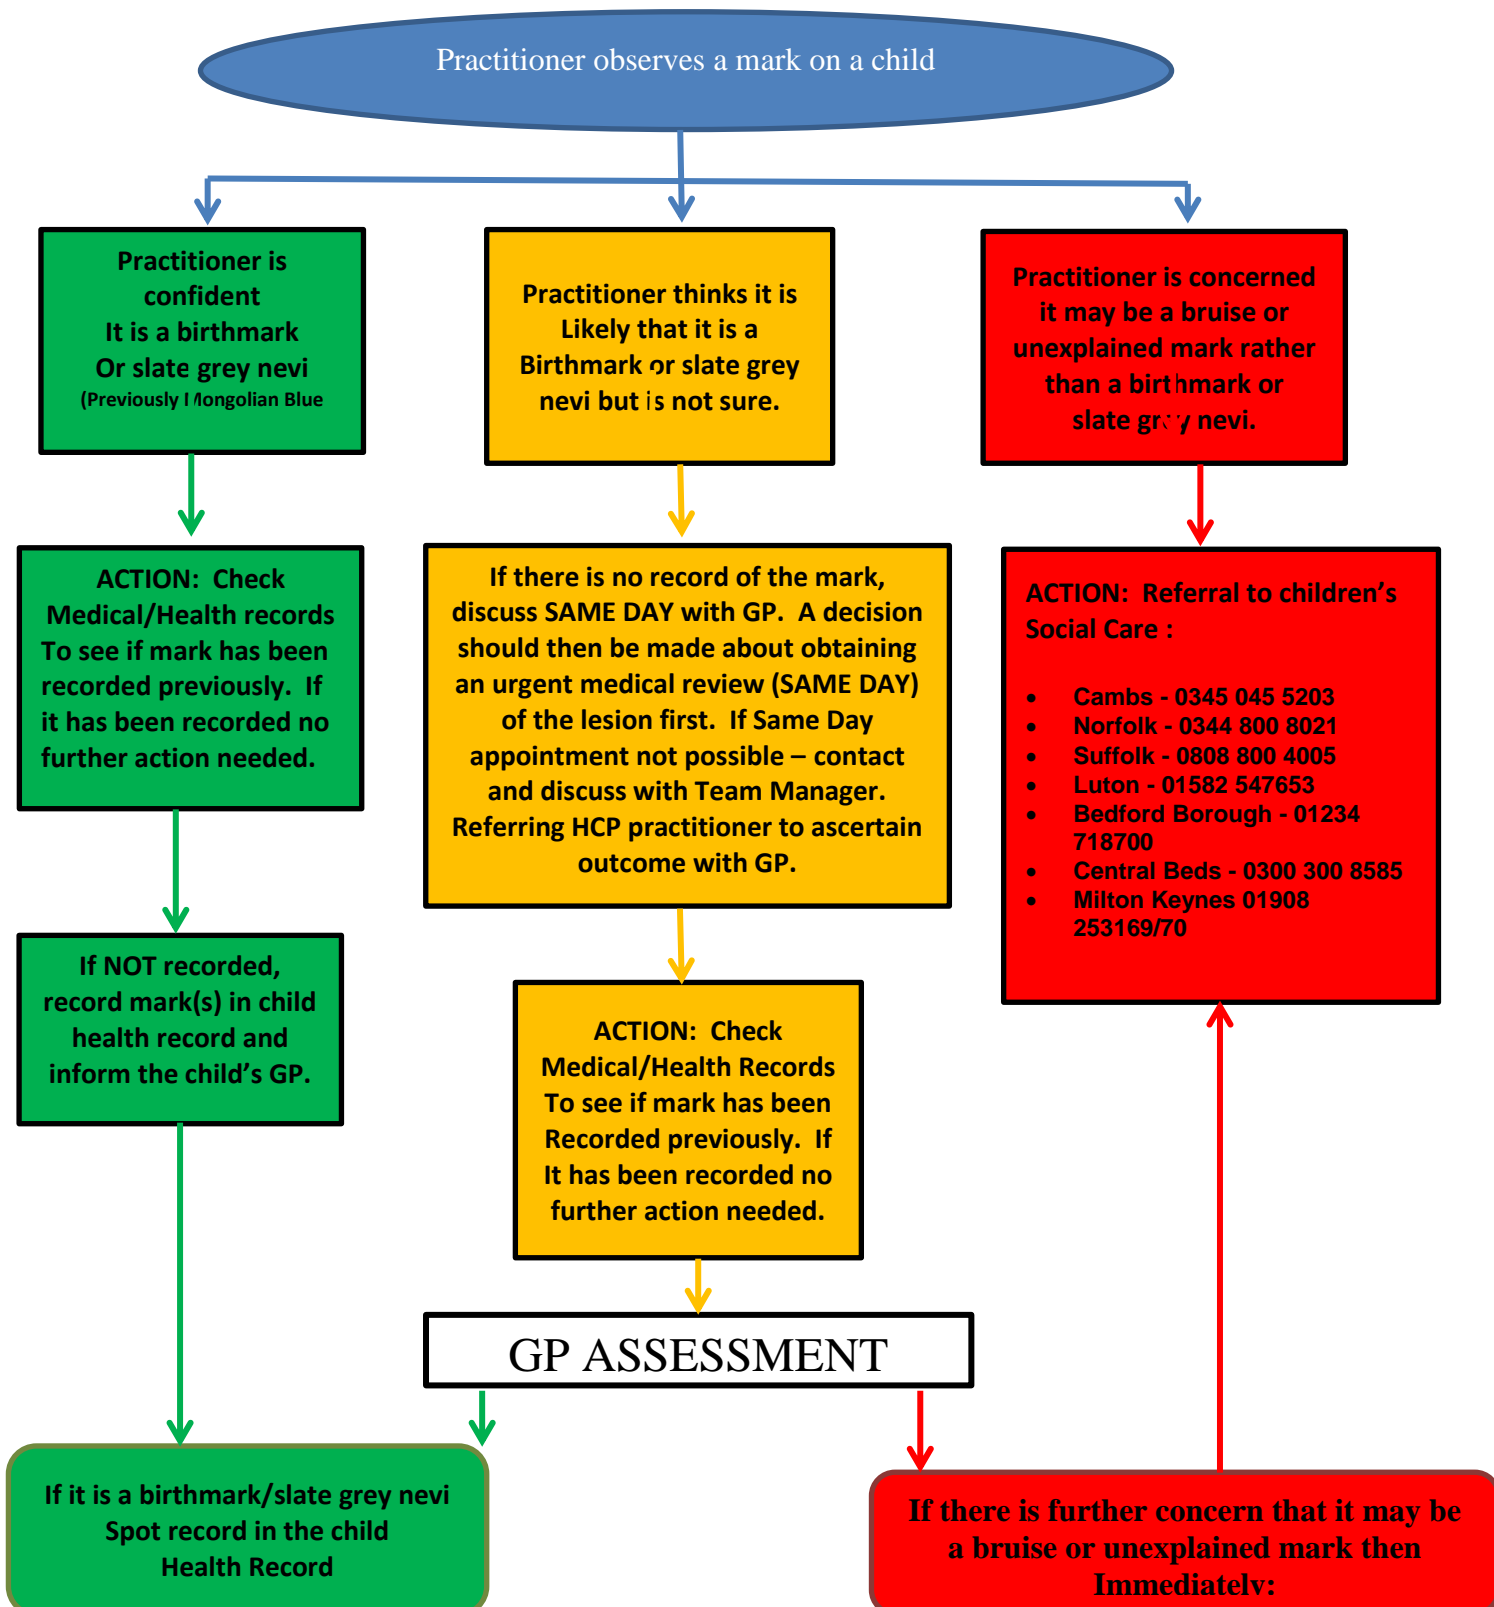 Practitioner observes a mark on a child
Practitioner is
confident
It is a birthmark
Or slate grey nevi
(Previously Mongolian Blue
Practitioner thinks it is
Likely that it is a
Birthmark or slate grey
nevi but is not sure.
Practitioner is concerned
it may be a bruise or
unexplained mark rather
than a birthmark or
slate grey nevi.
ACTION:  Check
Medical/Health records
To see if mark has been
recorded previously.  If
it has been recorded no
further action needed.
If there is no record of the mark,
discuss SAME DAY with GP.  A decision
should then be made about obtaining
an urgent medical review (SAME DAY)
of the lesion first.  If Same Day
appointment not possible – contact
and discuss with Team Manager.
Referring HCP practitioner to ascertain
outcome with GP.
ACTION:  Referral to children’s
Social Care :
• Cambs - 0345 045 5203
• Norfolk - 0344 800 8021
• Suffolk - 0808 800 4005
• Luton - 01582 547653
• Bedford Borough - 01234
718700
• Central Beds - 0300 300 8585
• Milton Keynes 01908
253169/70
If NOT recorded,
record mark(s) in child
health record and
inform the child’s GP.
ACTION:  Check
Medical/Health Records
To see if mark has been
Recorded previously.  If
It has been recorded no
further action needed.
GP ASSESSMENT
If it is a birthmark/slate grey nevi
Spot record in the child
Health Record
If there is further concern that it may be
a bruise or unexplained mark then
Immediately: